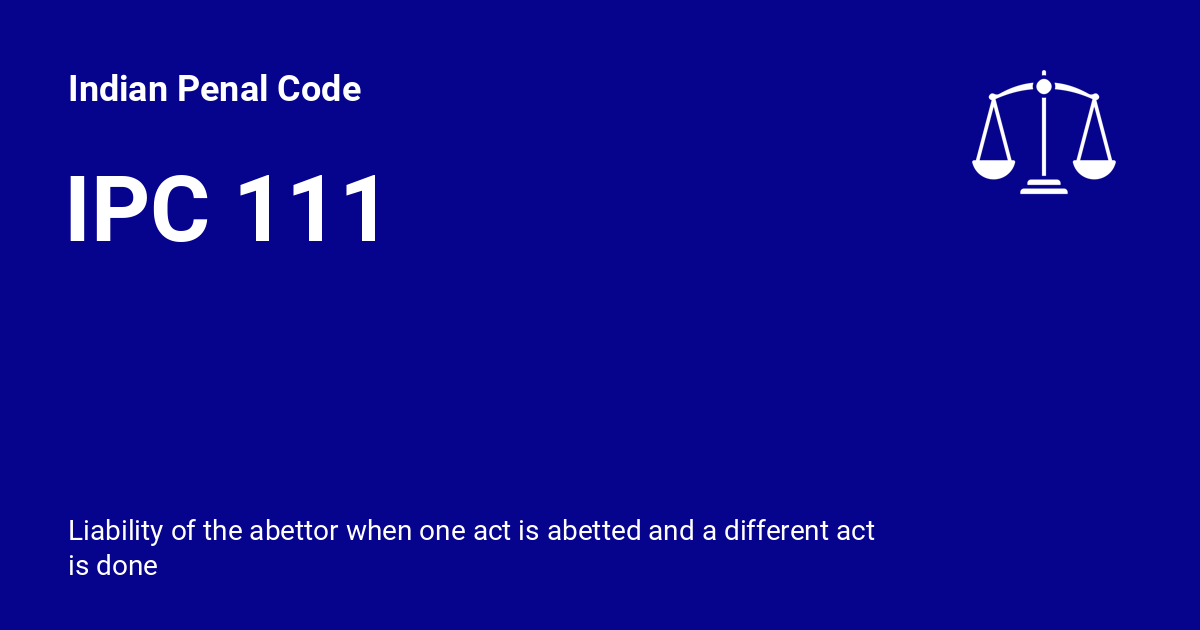 Indian Penal Code
IPC 111
Liability of the abettor when one act is abetted and a different act
is done